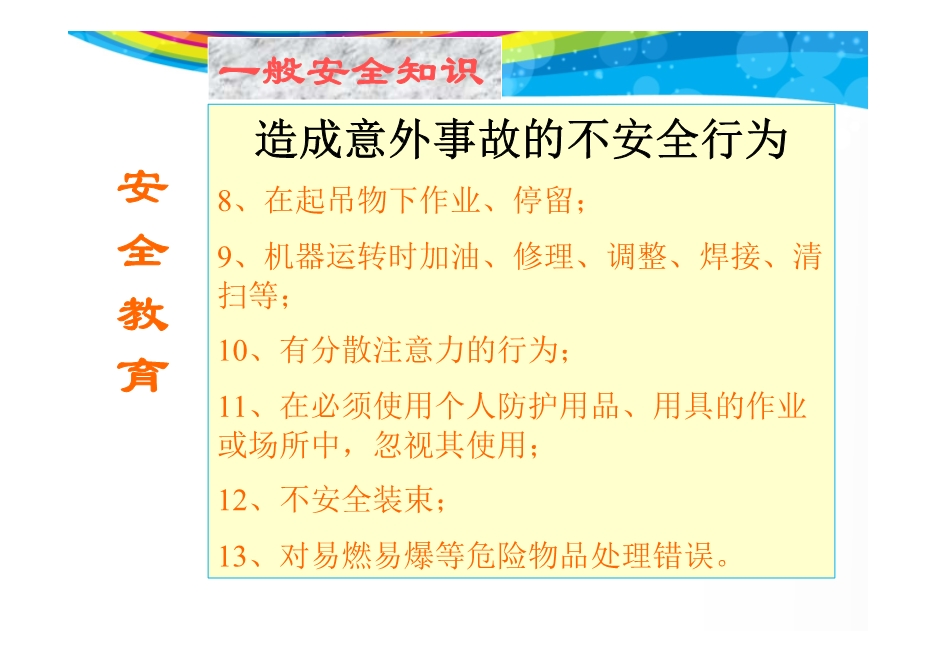 一般安全知识
安
全
教
育
造成意外事故的不安全行为
8、在起吊物下作业、停留；
9、机器运转时加油、修理、调整、焊接、清
扫等；
10、有分散注意力的行为；
11、在必须使用个人防护用品、用具的作业
或场所中，忽视其使用；
12、不安全装束；
13、对易燃易爆等危险物品处理错误。